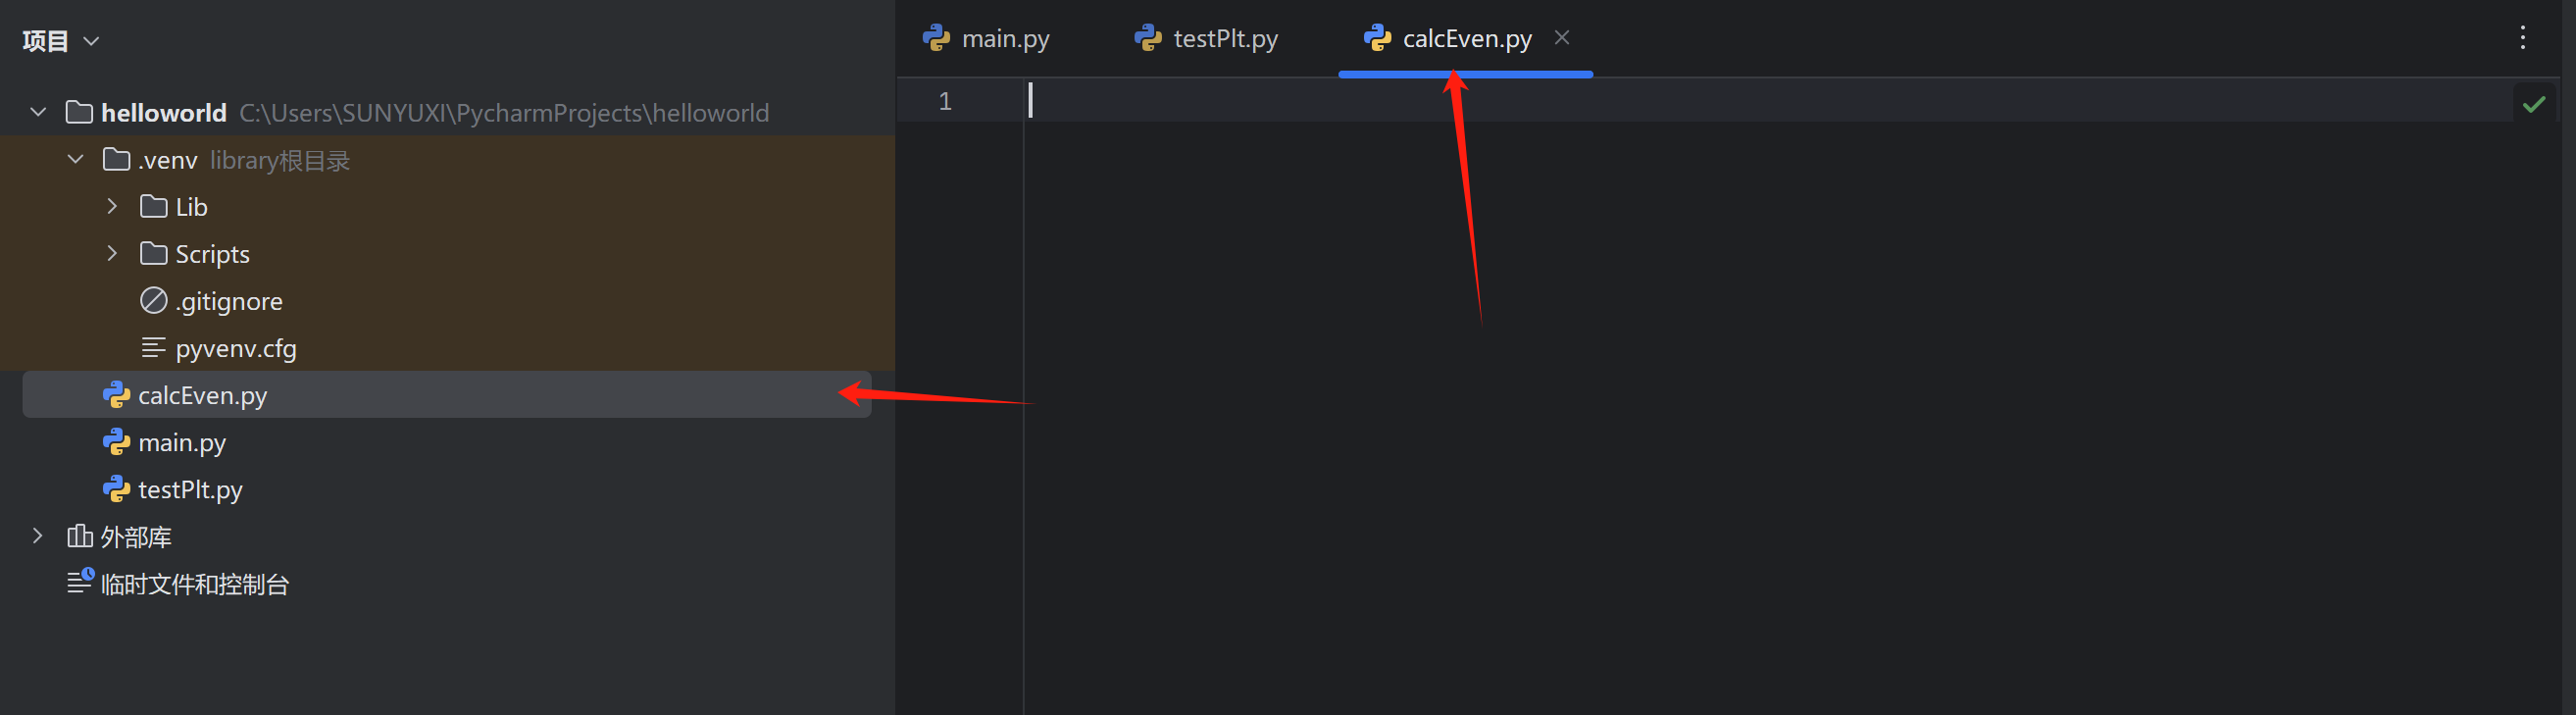 项目
helloworld C:\Users\SUNYUXI\PycharmProjects\helloworld
.venv library根目录
Lib
Scripts
.gitignore
pyvenv.cfg
calcEven.py
main.py
testPlt.py
外部库
临时文件和控制台
main.py testPlt.py calcEven.py
1